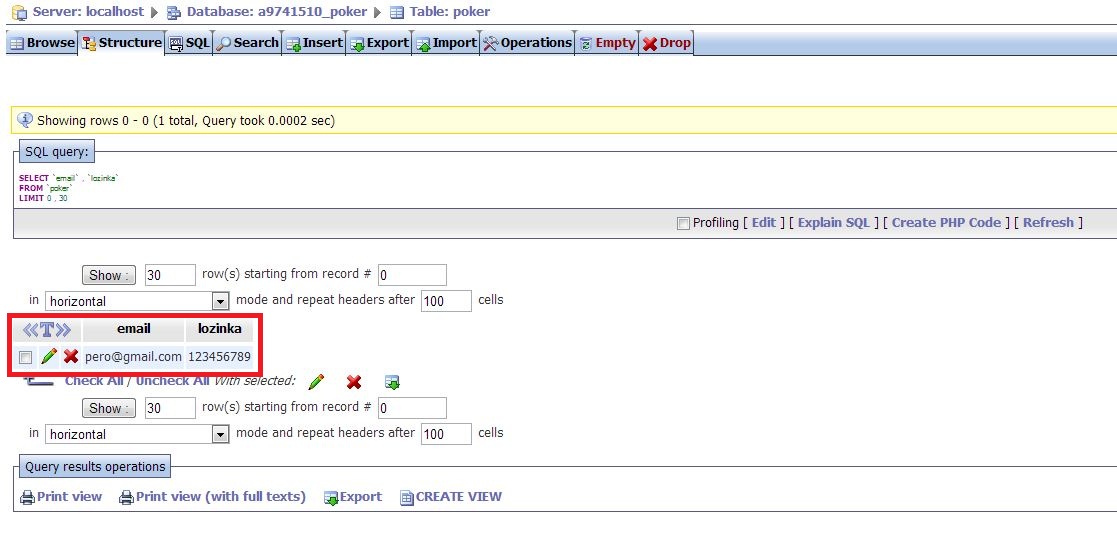 Server: localhost Database: a9741510_poker Table: poker
Browse Structure SQL Search Insert Export Import Operations Empty Drop
Showing rows 0 - 0 (1 total, Query took 0.0002 sec)
SQL query:
SELECT `email` , `lozinka`
FROM `poker`
LIMIT 0 , 30
Profiling [ Edit ] [ Explain SQL ] [ Create PHP Code ] [ Refresh ]
Show : 30 row(s) starting from record # 0
in horizontal mode and repeat headers after 100 cells
T email lozinka
pero@gmail.com 123456789
Check All / Uncheck All With selected:
Show : 30 row(s) starting from record # 0
in horizontal mode and repeat headers after 100 cells
Query results operations
Print view Print view (with full texts) Export CREATE VIEW